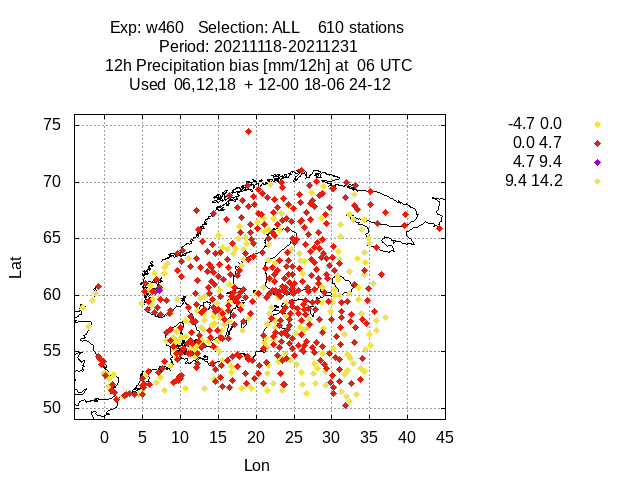 Exp: w460 Selection: ALL 610 stations
Period: 20211118-20211231
12h Precipitation bias [mm/12h] at 06 UTC
Used 06,12,18 + 12-00 18-06 24-12
-4.7 0.0
0.0 4.7
4.7 9.4
9.4 14.2
75
70
65
60
55
50
Lat
0 5 10 15 20 25 30 35 40 45
Lon